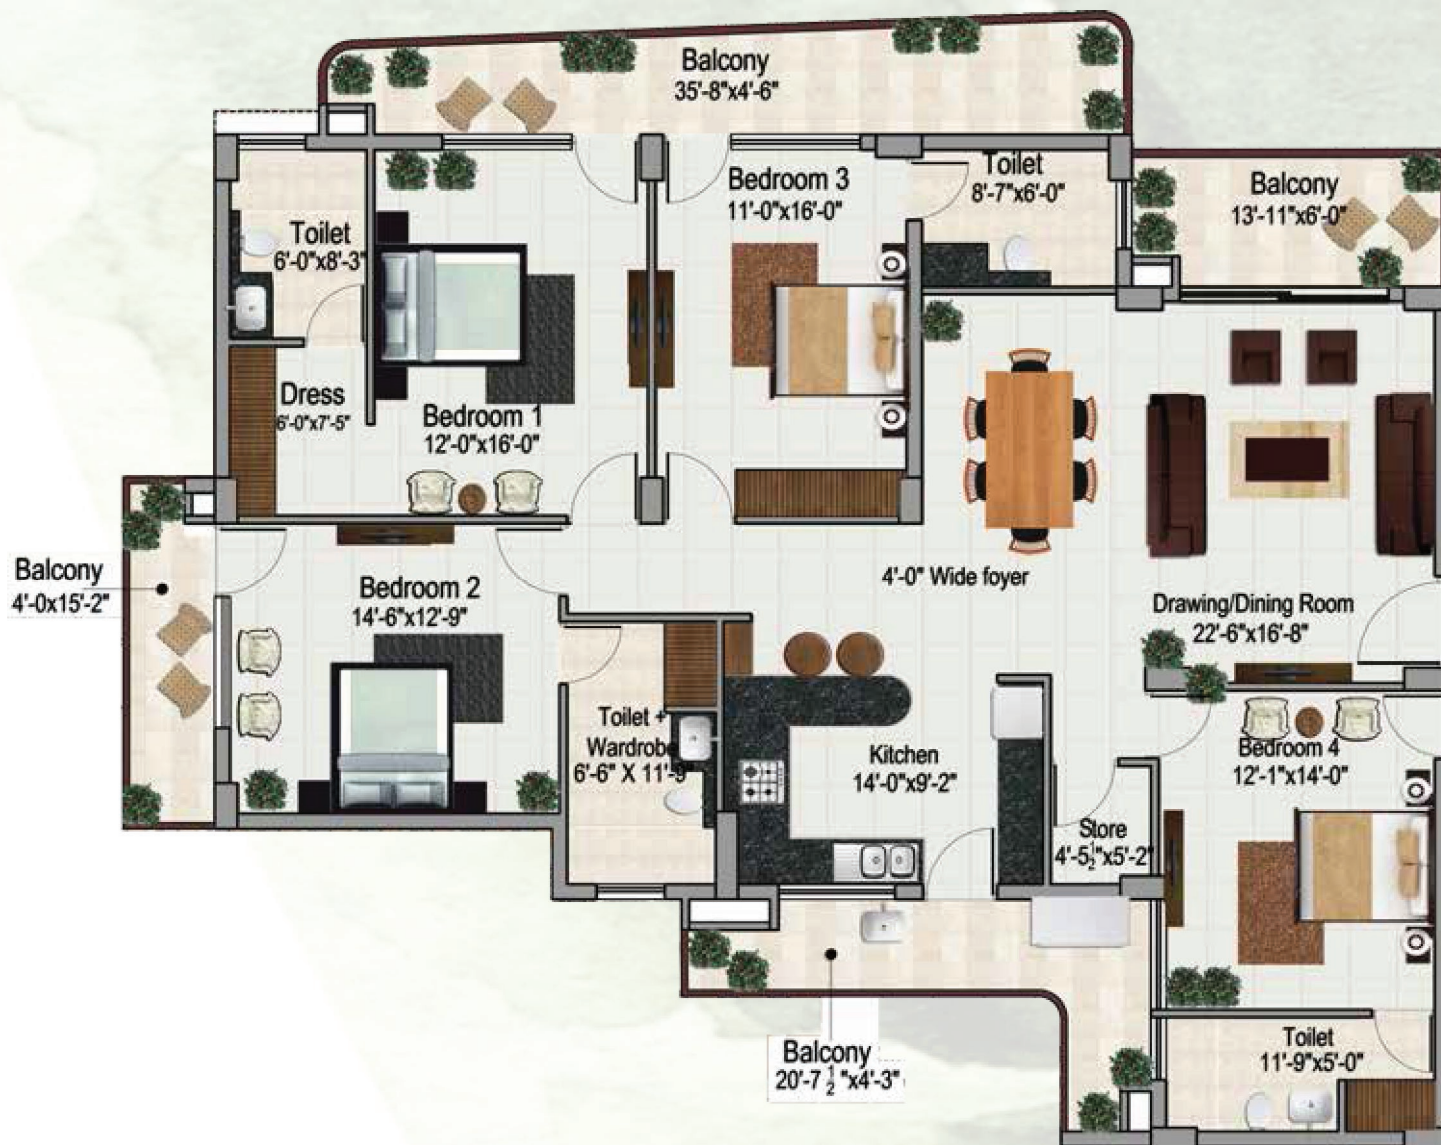 Balcony
35'-8"x4'-6"
Toilet
8'-7"x6'-0"
Bedroom 3
11'-0"x16'-0"
Balcony
13'-11"x6'-0"
Toilet
6'-0"x8'-3"
Dress
6'-0"x7'-5"
Bedroom 1
12'-0"x16'-0"
Balcony
4'-0x15'-2"
Bedroom 2
14'-6"x12'-9"
4'-0" Wide foyer
Drawing/Dining Room
22'-6"x16'-8"
Toilet +
Wardrobe
6'-6" X 11'-9
Kitchen
14'-0"x9'-2"
Bedroom 4
12'-1"x14'-0"
Store
4'-5½"x5'-2"
Balcony
20'-7 ½ "x4'-3"
Toilet
11'-9"x5'-0"